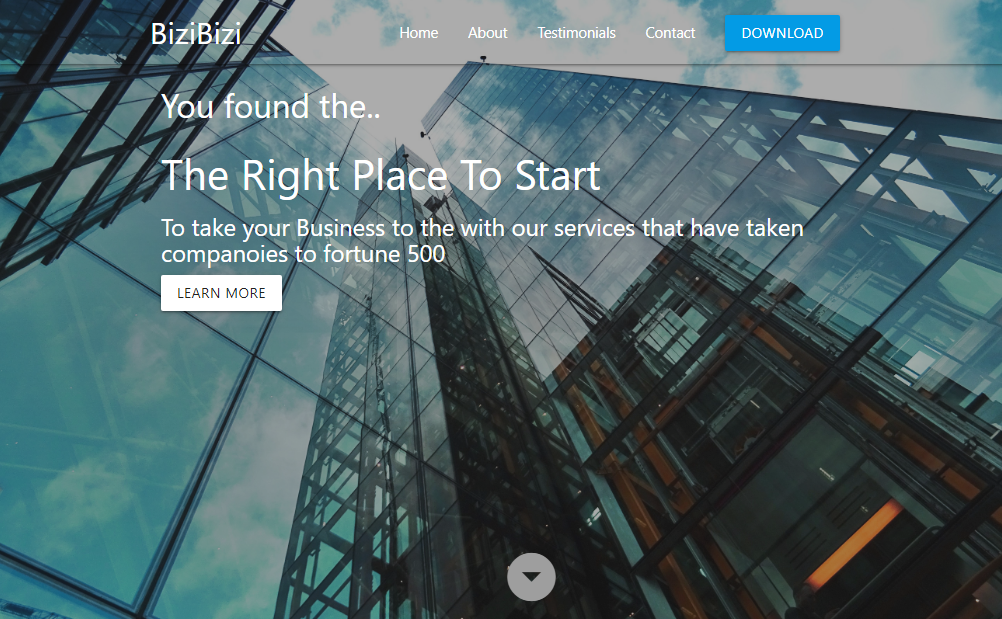 BiziBizi
Home About Testimonials Contact DOWNLOAD
You found the..
The Right Place To Start
To take your Business to the with our services that have taken
companoies to fortune 500
LEARN MORE